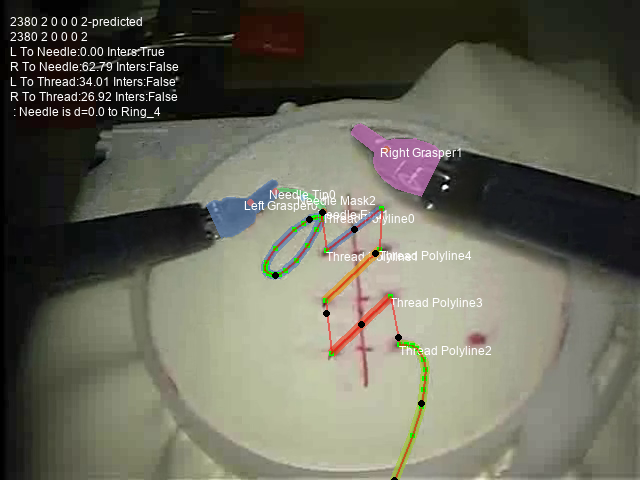 2380 2 0 0 0 2-predicted
2380 2 0 0 0 2
L To Needle:0.00 Inters:True
R To Needle:62.79 Inters:False
L To Thread:34.01 Inters:False
R To Thread:26.92 Inters:False
: Needle is d=0.0 to Ring_4
Right Grasper1
Needle Tip0
Needle Mask2
Left Grasper
Thread Polyline0
Thread Polyline4
Thread Polyline3
Thread Polyline2